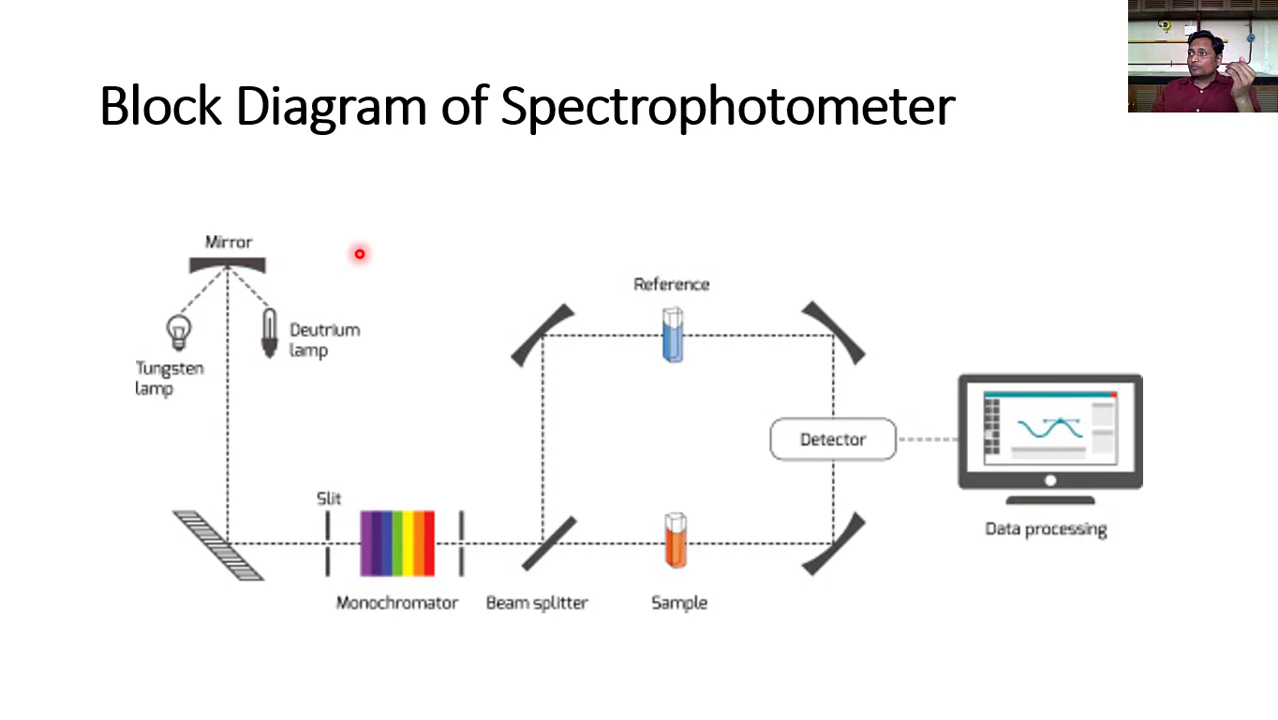 Block Diagram of Spectrophotometer
Mirror
Reference
Deutrium
lamp
Tungsten
lamp
Detector
Slit
Data processing
Monochromator
Beam splitter
Sample